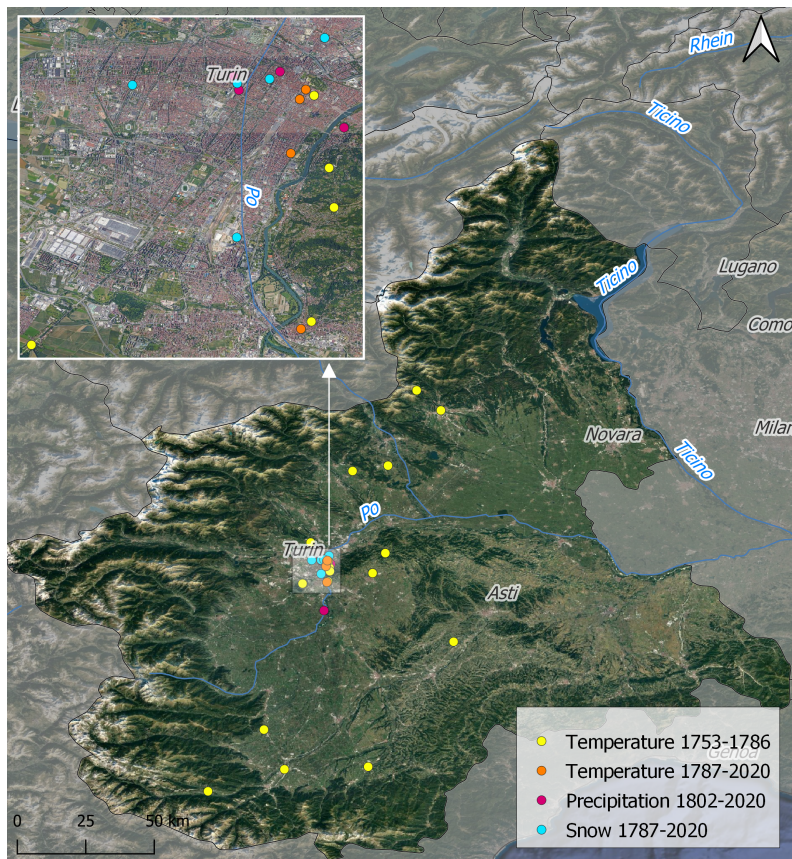 Turin
Po
Rhein
Ticino
Lugano
Ticino
Como
Milan
Novara
Ticino
Po
Turin
Asti
Genoa
Temperature 1753-1786
Temperature 1787-2020
Precipitation 1802-2020
Snow 1787-2020
0 25 50 km